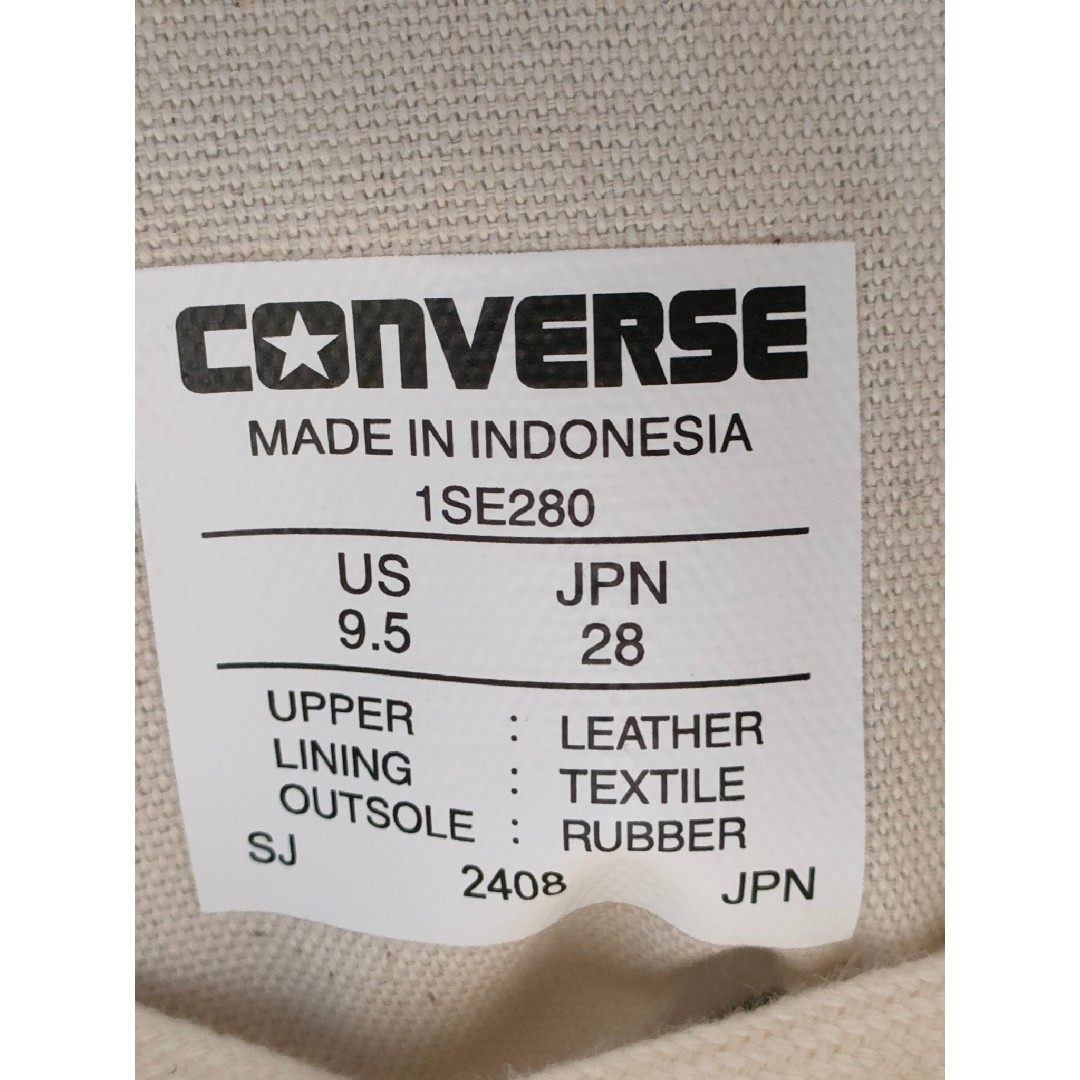 CONVERSE
MADE IN INDONESIA
1SE280
US JPN
9.5 28
UPPER : LEATHER
LINING : TEXTILE
OUTSOLE : RUBBER
SJ 2408 JPN